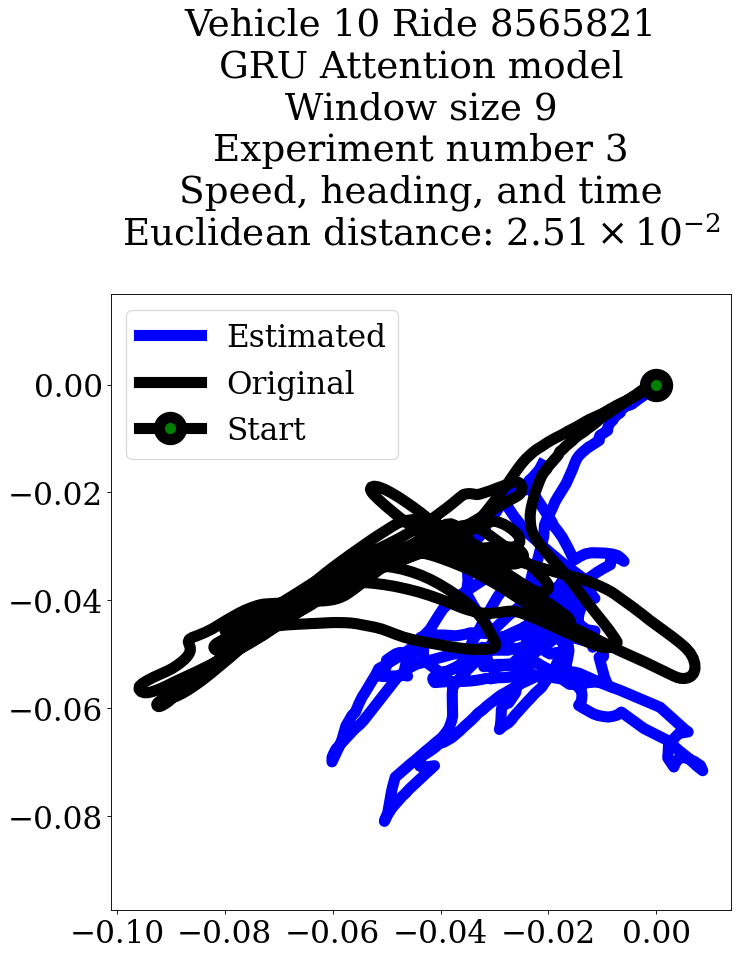 Vehicle 10 Ride 8565821
GRU Attention model
Window size 9
Experiment number 3
Speed, heading, and time
Euclidean distance: 2.51 × 10⁻²
Estimated
Original
Start
0.00
−0.02
−0.04
−0.06
−0.08
−0.10 −0.08 −0.06 −0.04 −0.02 0.00